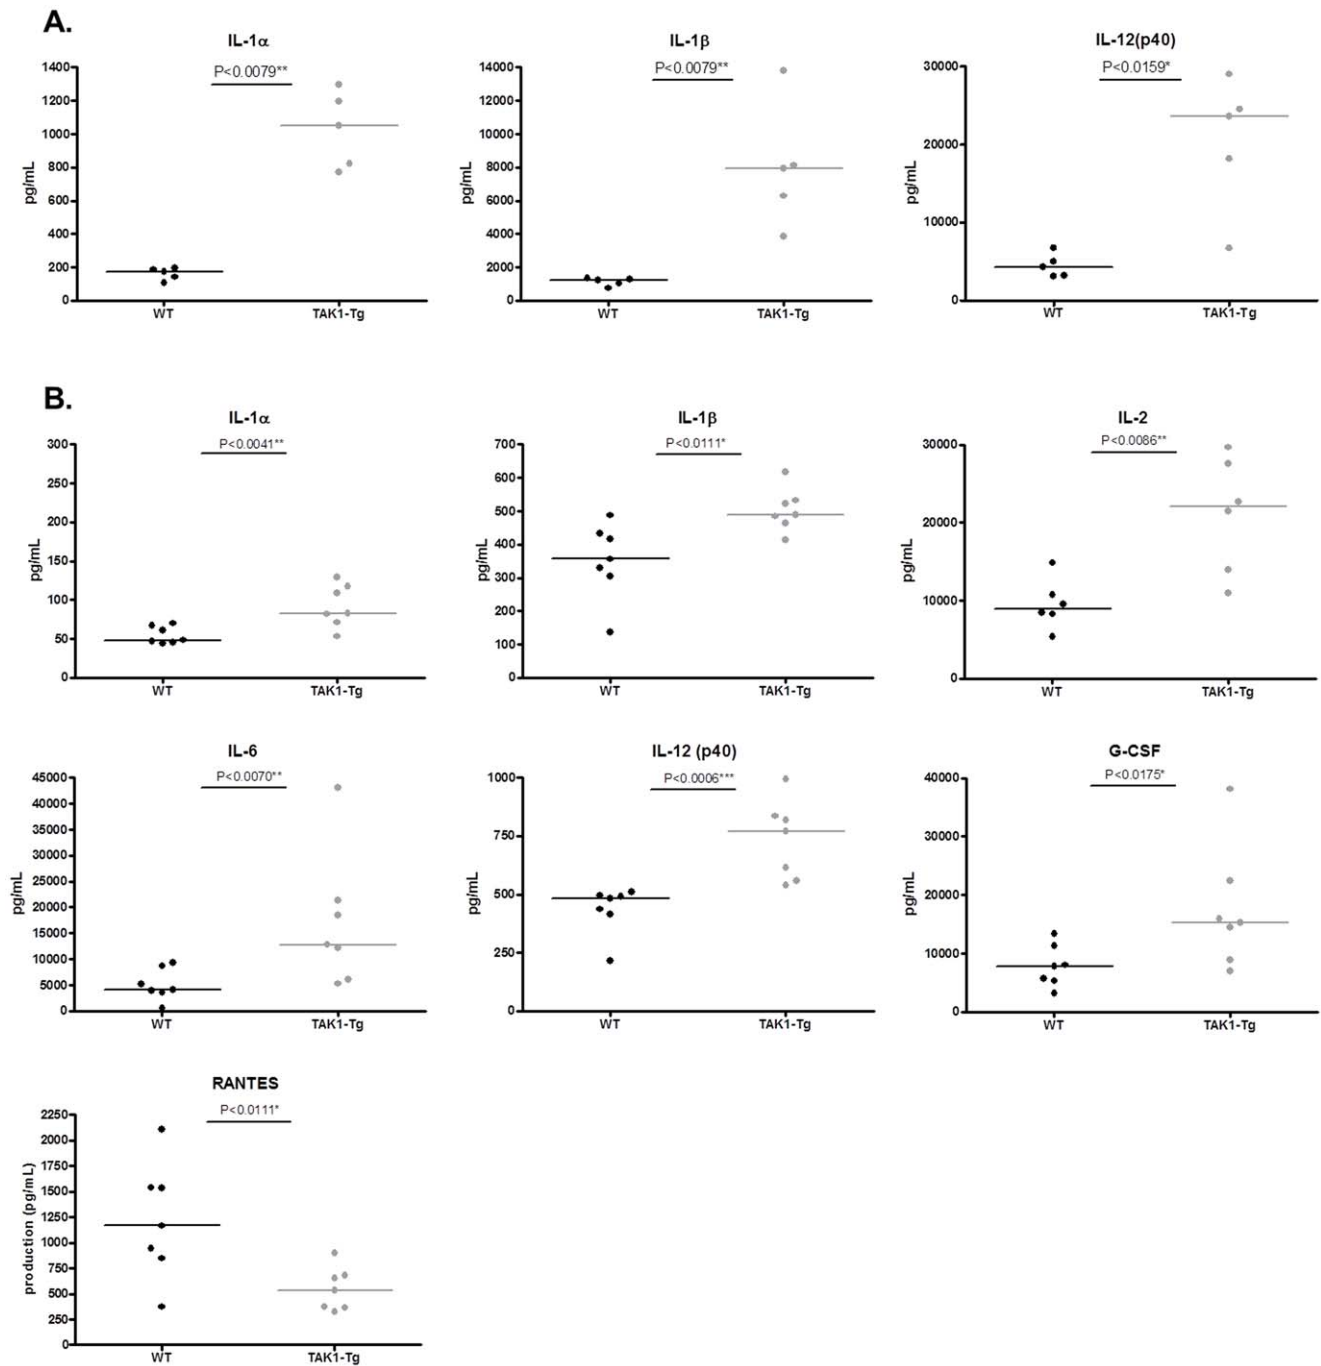 A.
IL-1α
P<0.0079**
1400
1200
1000
800
600
400
200
0
pg/mL
WT TAK1-Tg
IL-1β
P<0.0079**
14000
12000
10000
8000
6000
4000
2000
0
pg/mL
WT TAK1-Tg
IL-12(p40)
P<0.0159*
30000
20000
10000
0
pg/mL
WT TAK1-Tg
B.
IL-1α
P<0.0041**
300
250
200
150
100
50
0
pg/mL
WT TAK1-Tg
IL-1β
P<0.0111*
700
600
500
400
300
200
100
0
pg/mL
WT TAK1-Tg
IL-2
P<0.0086**
30000
20000
10000
0
pg/mL
WT TAK1-Tg
IL-6
P<0.0070**
45000
40000
35000
30000
25000
20000
15000
10000
5000
0
pg/mL
WT TAK1-Tg
IL-12 (p40)
P<0.0006***
1000
750
500
250
0
pg/mL
WT TAK1-Tg
G-CSF
P<0.0175*
40000
30000
20000
10000
0
pg/mL
WT TAK1-Tg
RANTES
P<0.0111*
2250
2000
1750
1500
1250
1000
750
500
250
0
production (pg/mL)
WT TAK1-Tg